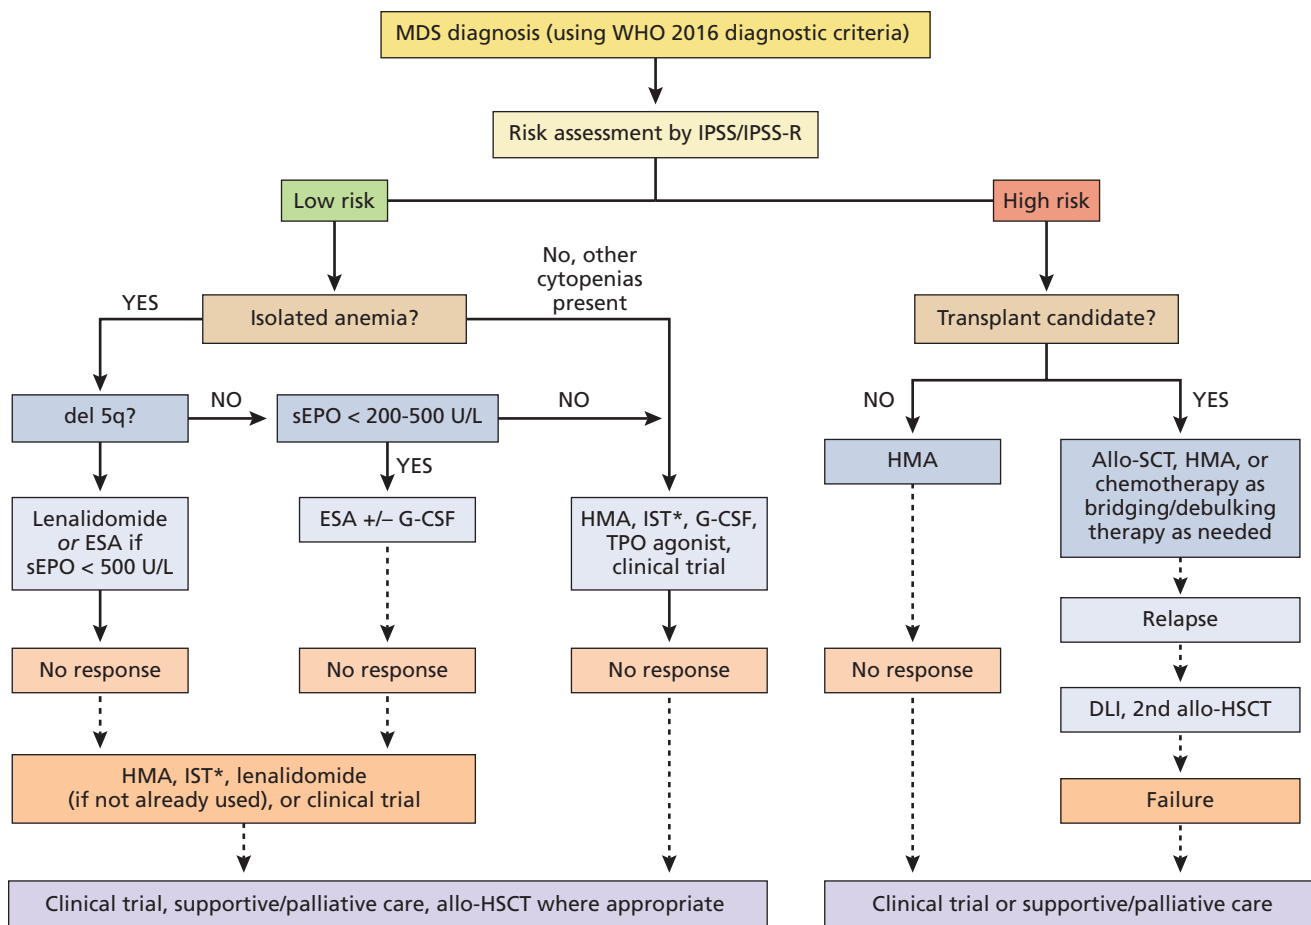 MDS diagnosis (using WHO 2016 diagnostic criteria)
Risk assessment by IPSS/IPSS-R
Low risk
High risk
No, other
cytopenias
present
YES
Isolated anemia?
Transplant candidate?
del 5q?
NO
sEPO < 200-500 U/L
NO
NO
YES
YES
HMA
Allo-SCT, HMA, or
chemotherapy as
bridging/debulking
therapy as needed
Lenalidomide
or ESA if
sEPO < 500 U/L
ESA +/– G-CSF
HMA, IST*, G-CSF,
TPO agonist,
clinical trial
Relapse
No response
No response
No response
No response
DLI, 2nd allo-HSCT
HMA, IST*, lenalidomide
(if not already used), or clinical trial
Failure
Clinical trial, supportive/palliative care, allo-HSCT where appropriate
Clinical trial or supportive/palliative care